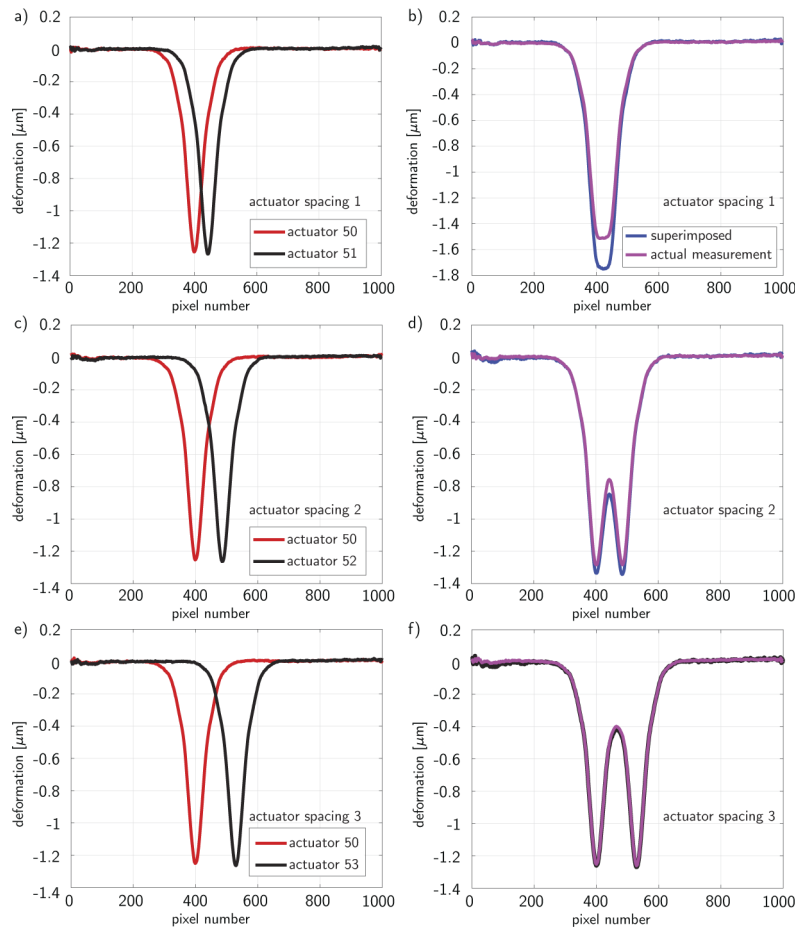 a)
0.2
0
-0.2
-0.4
-0.6
-0.8
-1
-1.2
-1.4
deformation [μm]
actuator spacing 1
actuator 50
actuator 51
0 200 400 600 800 1000
pixel number
b)
0.2
0
-0.2
-0.4
-0.6
-0.8
-1
-1.2
-1.4
-1.6
-1.8
deformation [μm]
actuator spacing 1
superimposed
actual measurement
0 200 400 600 800 1000
pixel number
c)
0.2
0
-0.2
-0.4
-0.6
-0.8
-1
-1.2
-1.4
deformation [μm]
actuator spacing 2
actuator 50
actuator 52
0 200 400 600 800 1000
pixel number
d)
0.2
0
-0.2
-0.4
-0.6
-0.8
-1
-1.2
-1.4
deformation [μm]
actuator spacing 2
0 200 400 600 800 1000
pixel number
e)
0.2
0
-0.2
-0.4
-0.6
-0.8
-1
-1.2
-1.4
deformation [μm]
actuator spacing 3
actuator 50
actuator 53
0 200 400 600 800 1000
pixel number
f)
0.2
0
-0.2
-0.4
-0.6
-0.8
-1
-1.2
-1.4
deformation [μm]
actuator spacing 3
0 200 400 600 800 1000
pixel number